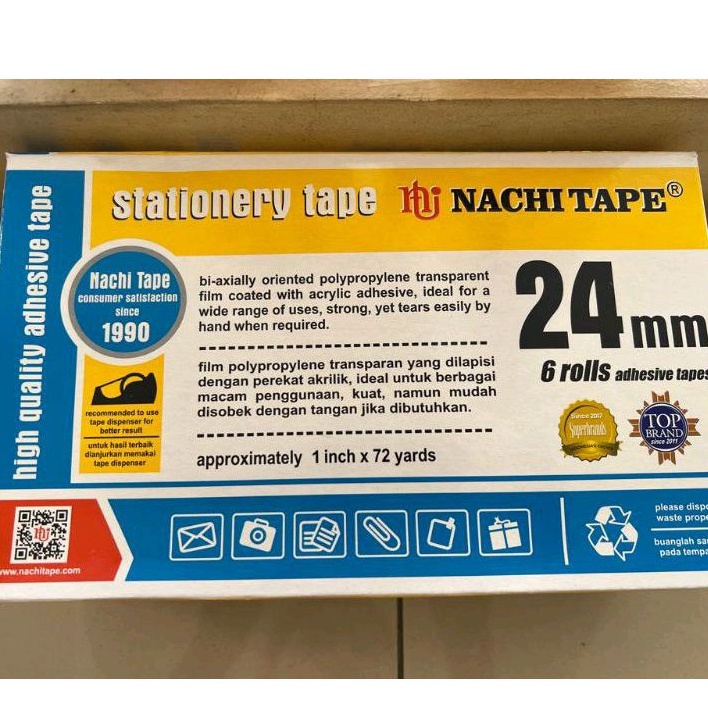 high quality adhesive tape
stationery tape
NACHI TAPE®
Nachi Tape
consumer satisfaction
since
1990
bi-axially oriented polypropylene transparent
film coated with acrylic adhesive, ideal for a
wide range of uses, strong, yet tears easily by
hand when required.
film polypropylene transparan yang dilapisi
dengan perekat akrilik, ideal untuk berbagai
macam penggunaan, kuat, namun mudah
disobek dengan tangan jika dibutuhkan.
approximately 1 inch x 72 yards
24mm
6 rolls adhesive tapes
Since 2017
Superbrands
TOP
BRAND
since 2011
recommended to use
tape dispenser for
better result
untuk hasil terbaik
dianjurkan memakai
tape dispenser
www.nachitape.com
please dispo
waste prope
buanglah sa
pada tempa